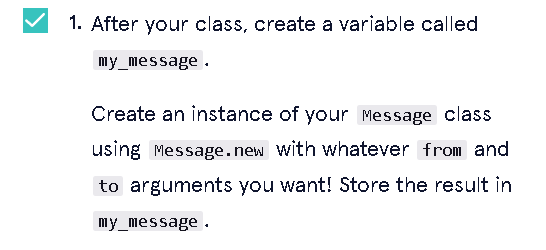 1. After your class, create a variable called
my_message.
Create an instance of your Message class
using Message.new with whatever from and
to arguments you want! Store the result in
my_message.